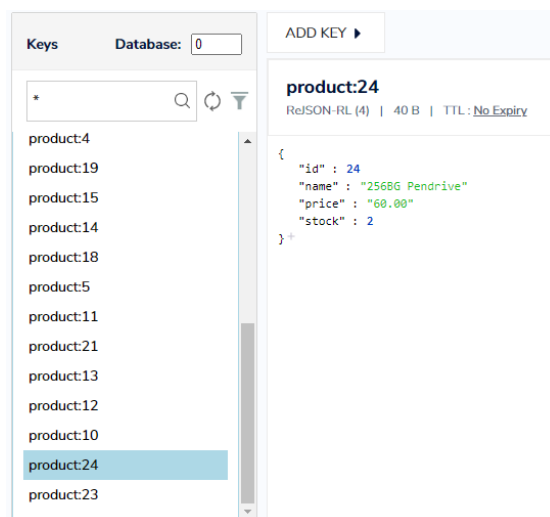 Keys Database: 0
*
product:4
product:19
product:15
product:14
product:18
product:5
product:11
product:21
product:13
product:12
product:10
product:24
product:23
ADD KEY
product:24
ReJSON-RL (4) | 40 B | TTL : No Expiry
{
"id" : 24
"name" : "256BG Pendrive"
"price" : "60.00"
"stock" : 2
} +